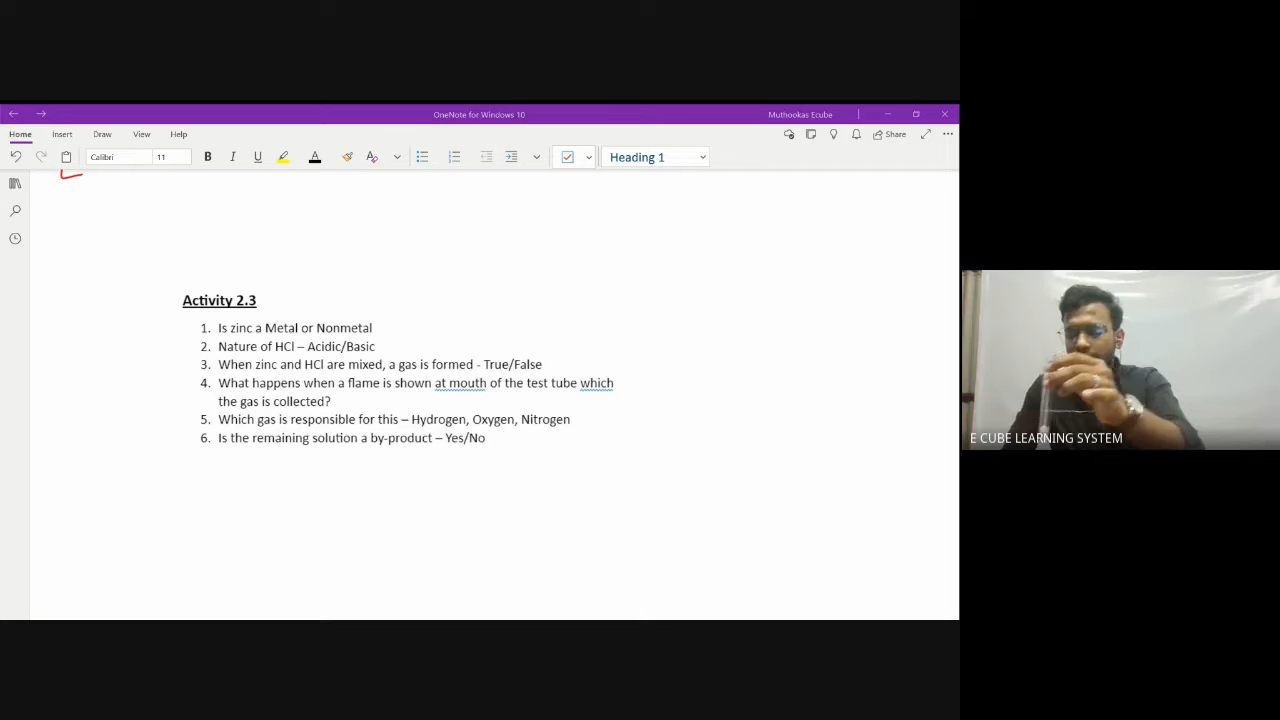 OneNote for Windows 10
Muthookas Ecube
Home Insert Draw View Help
Share
Calibri 11 B I U A A Heading 1
Activity 2.3
1. Is zinc a Metal or Nonmetal
2. Nature of HCl – Acidic/Basic
3. When zinc and HCl are mixed, a gas is formed - True/False
4. What happens when a flame is shown at mouth of the test tube which
the gas is collected?
5. Which gas is responsible for this – Hydrogen, Oxygen, Nitrogen
6. Is the remaining solution a by-product – Yes/No
E CUBE LEARNING SYSTEM